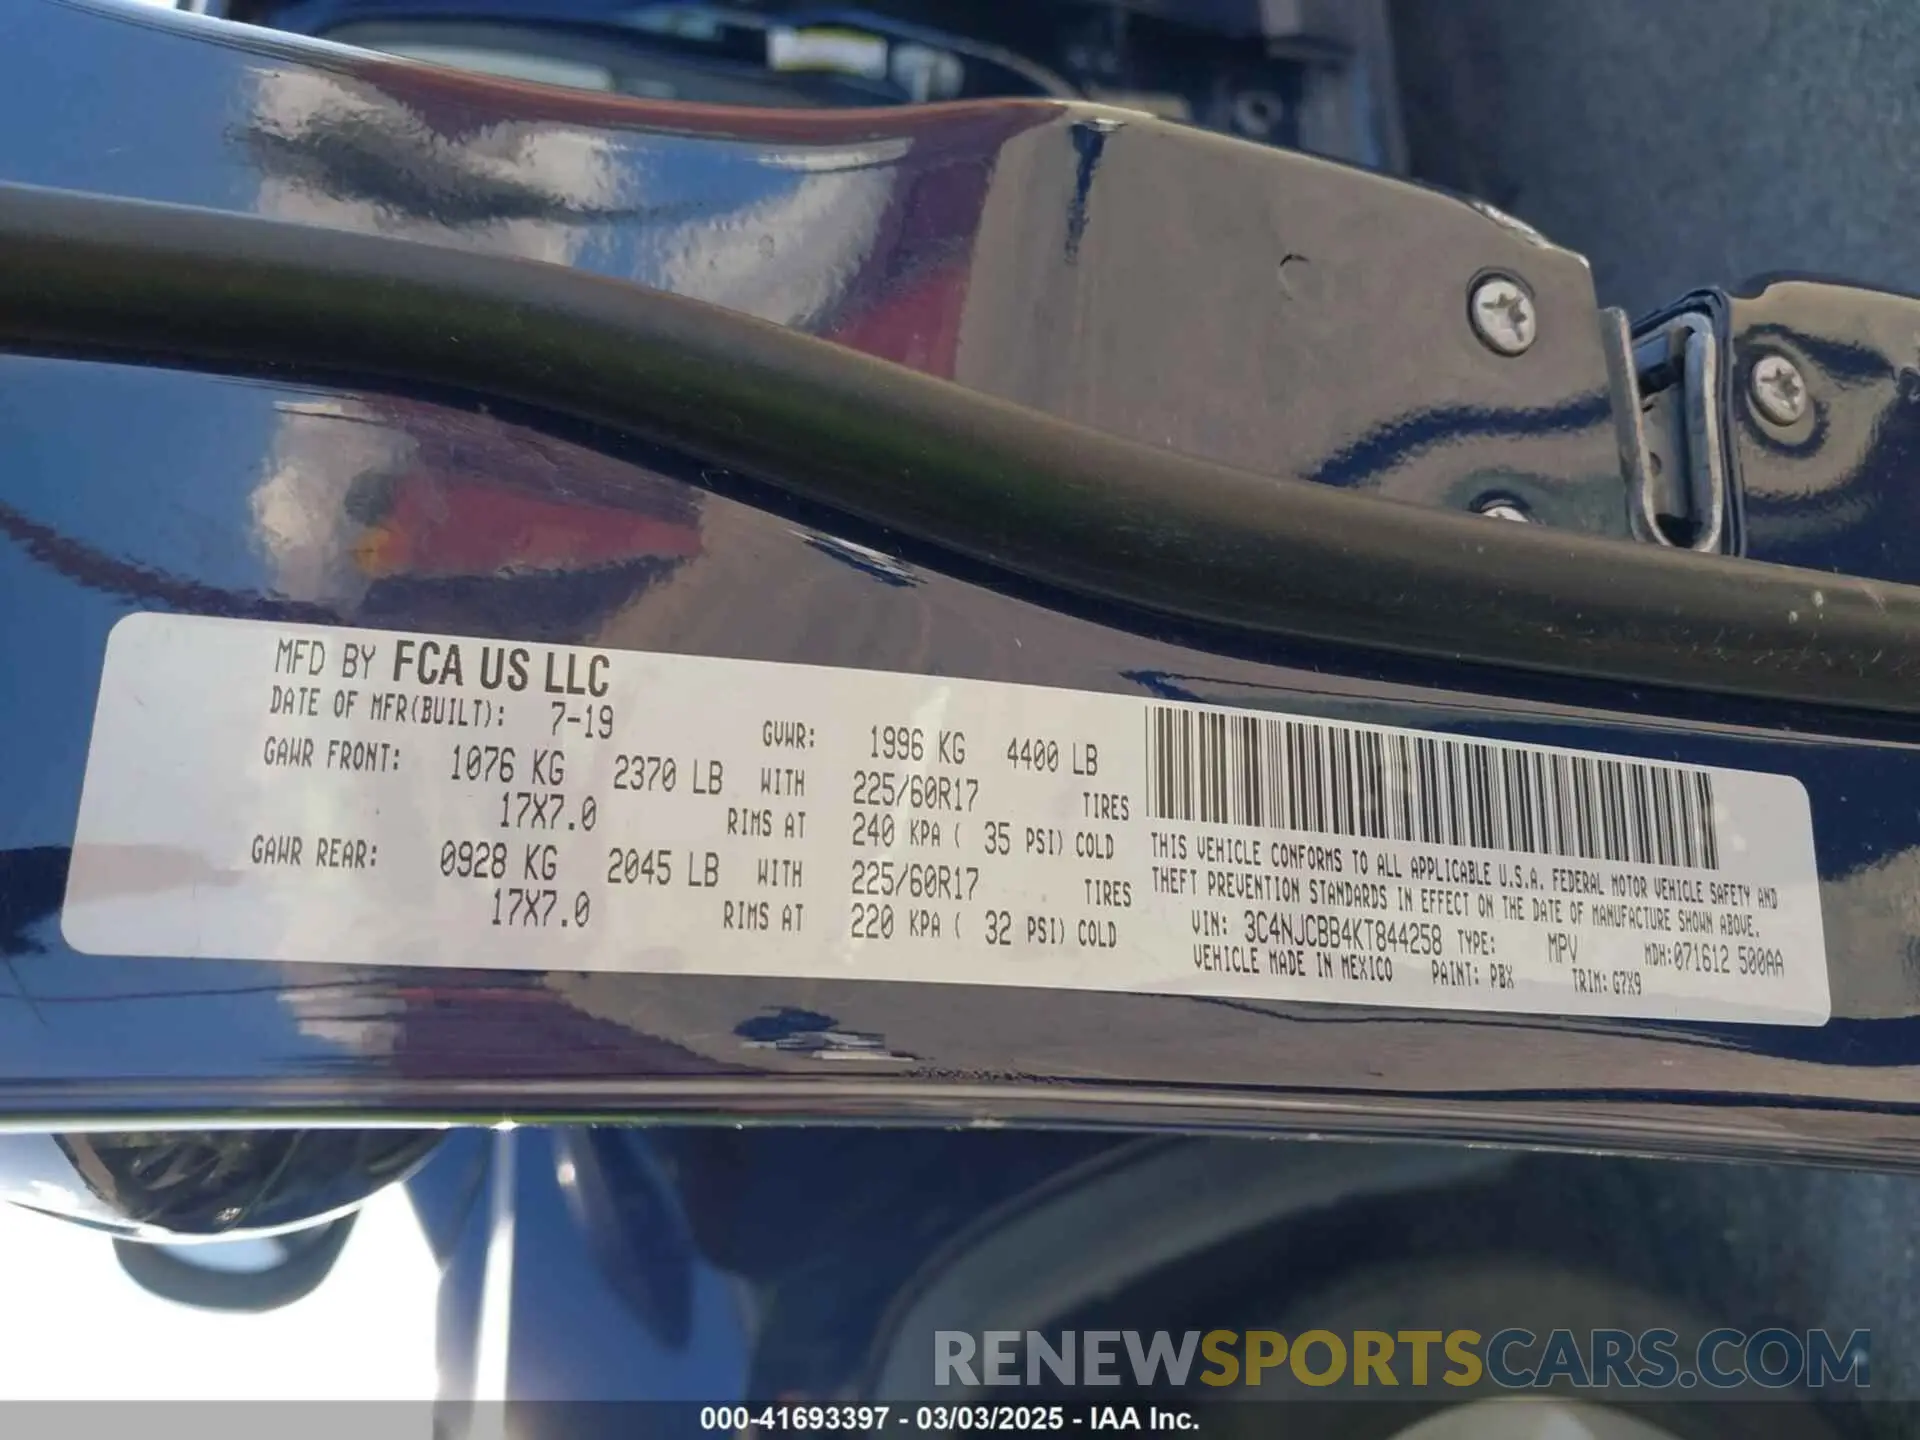 MFD BY FCA US LLC
DATE OF MFR(BUILT): 7-19 GVWR: 1996 KG 4400 LB
GAWR FRONT: 1076 KG 2370 LB WITH 225/60R17 TIRES
17X7.0 RIMS AT 240 KPA ( 35 PSI) COLD
GAWR REAR: 0928 KG 2045 LB WITH 225/60R17 TIRES
17X7.0 RIMS AT 220 KPA ( 32 PSI) COLD
THIS VEHICLE CONFORMS TO ALL APPLICABLE U.S.A. FEDERAL MOTOR VEHICLE SAFETY AND
THEFT PREVENTION STANDARDS IN EFFECT ON THE DATE OF MANUFACTURE SHOWN ABOVE.
VIN: 3C4NJCBB4KT844258 TYPE: MPV MDH:071612 500AA
VEHICLE MADE IN MEXICO PAINT: PBX TRIM: G7X9
RENEWSPORTSCARS.COM
000-41693397 - 03/03/2025 - IAA Inc.